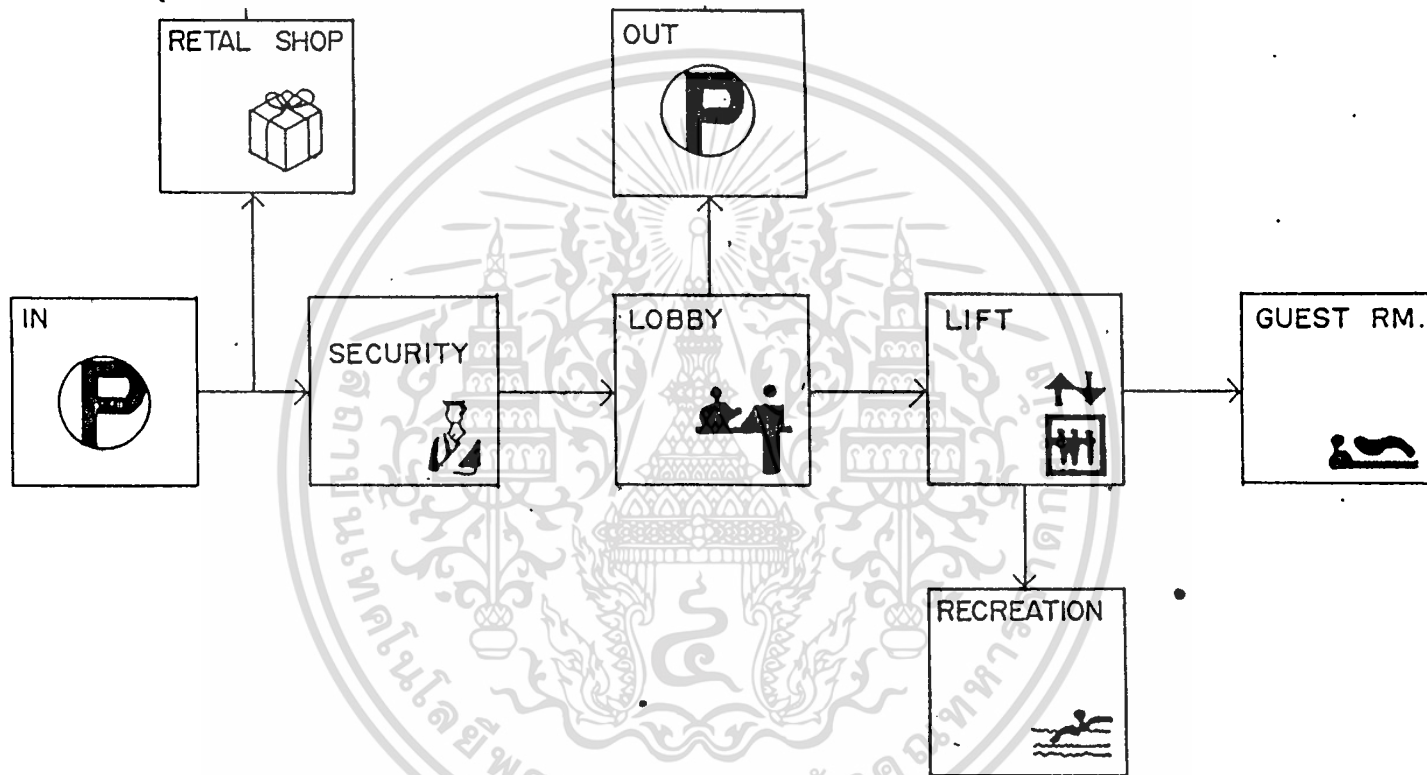 RETAL SHOP
OUT
P
IN
P
SECURITY
LOBBY
LIFT
GUEST RM.
RECREATION